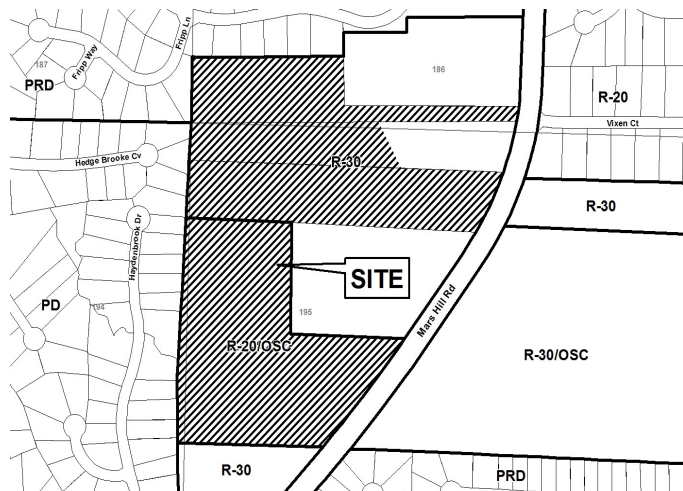 Fripp Ln
Fripp Way
187
PRD
186
R-20
Vixen Ct
Hedge Brooke Cv
R-30
R-30
Haydenbrook Dr
SITE
PD
194
195
Mars Hill Rd
R-20/OSC
R-30/OSC
R-30
PRD